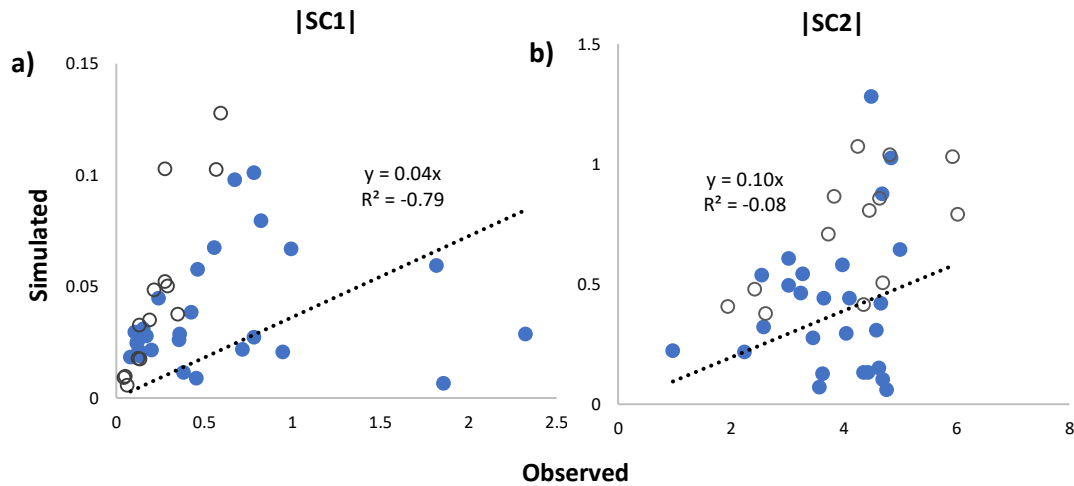 |SC1|
|SC2|
a)
b)
0.15
0.1
0.05
0
1.5
1
0.5
0
y = 0.04x
R² = -0.79
y = 0.10x
R² = -0.08
Simulated
0 0.5 1 1.5 2 2.5
0 2 4 6 8
Observed